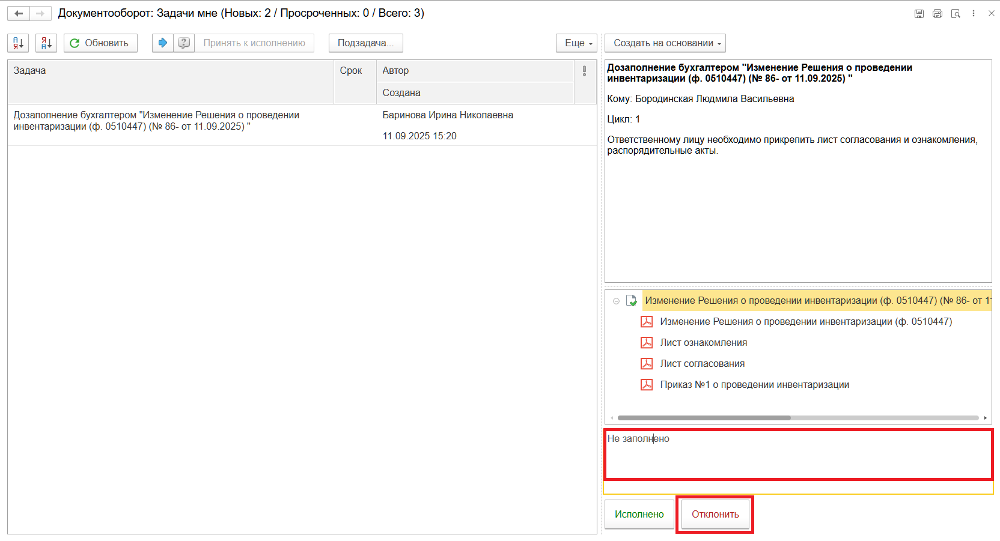 Документооборот: Задачи мне (Новых: 2 / Просроченных: 0 / Всего: 3)
А
Я
Я
А
Обновить
?
Принять к исполнению
Подзадача...
Еще
Создать на основании
Задача
Срок
Автор
Создана
Дозаполнение бухгалтером "Изменение Решения о проведении
инвентаризации (ф. 0510447) (№ 86- от 11.09.2025) "
Баринова Ирина Николаевна
11.09.2025 15:20
Дозаполнение бухгалтером "Изменение Решения о проведении
инвентаризации (ф. 0510447) (№ 86- от 11.09.2025) "
Кому: Бородинская Людмила Васильевна
Цикл: 1
Ответственному лицу необходимо прикрепить лист согласования и ознакомления,
распорядительные акты.
Изменение Решения о проведении инвентаризации (ф. 0510447) (№ 86- от 1
Изменение Решения о проведении инвентаризации (ф. 0510447)
Лист ознакомления
Лист согласования
Приказ №1 о проведении инвентаризации
Не заполнено
Исполнено
Отклонить